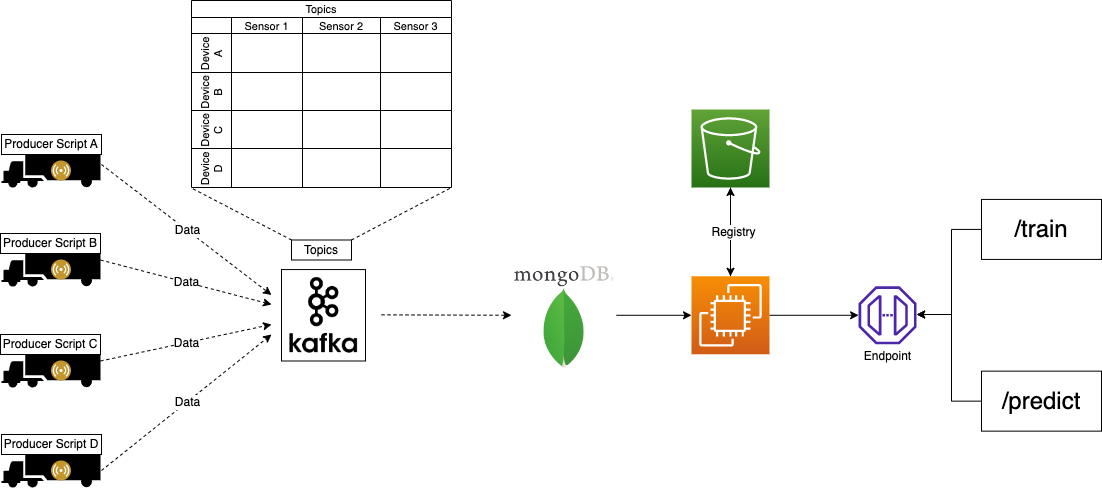 Topics
Sensor 1 Sensor 2 Sensor 3
Device A
Device B
Device C
Device D
Producer Script A
Producer Script B
Producer Script C
Producer Script D
Data
Data
Data
Data
Topics
kafka
mongoDB
Registry
Endpoint
/train
/predict